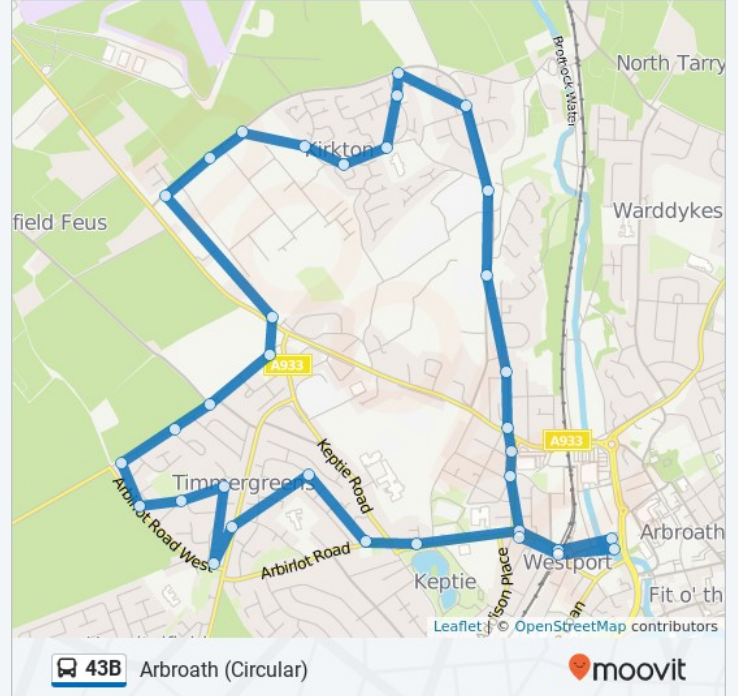 Brothock Water
North Tarry
Kirkton
Warddykes
field Feus
A933
A933
Keptie Road
Timmergreens
Arbirlot Road West
Arbirlot Road
Arbroath
Westport
Keptie
Fit o' th
Leaflet | © OpenStreetMap contributors
43B Arbroath (Circular)
moovit